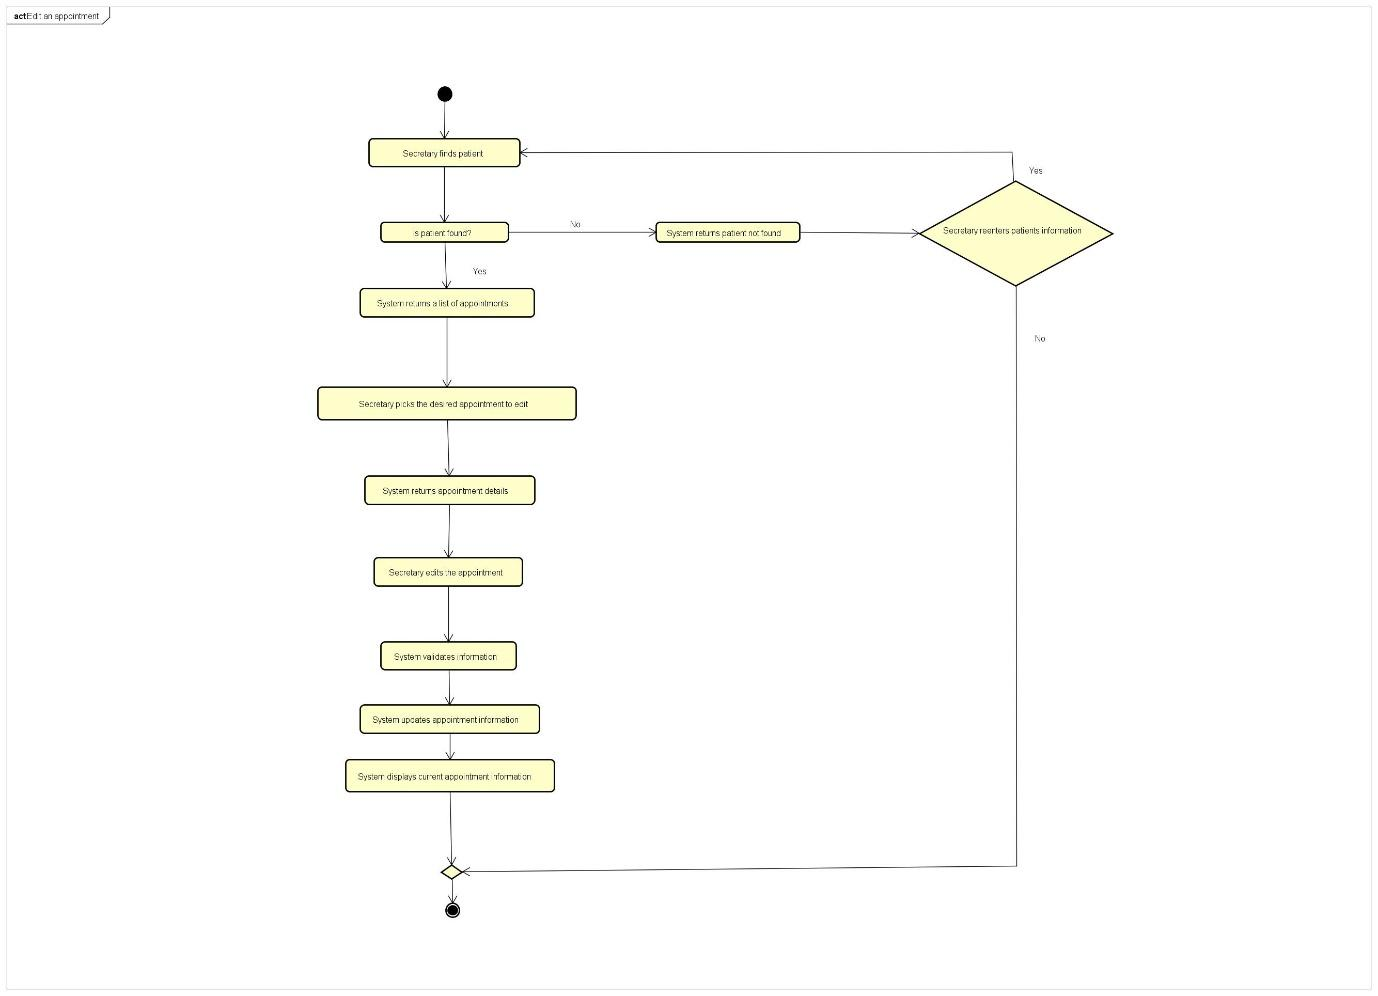 act Edit an appointment
Secretary finds patient
Yes
Is patient found?
No
System returns patient not found
Secretary reenters patients information
Yes
System returns a list of appointments
No
Secretary picks the desired appointment to edit
System returns appointment details
Secretary edits the appointment
System validates information
System updates appointment information
System displays current appointment information